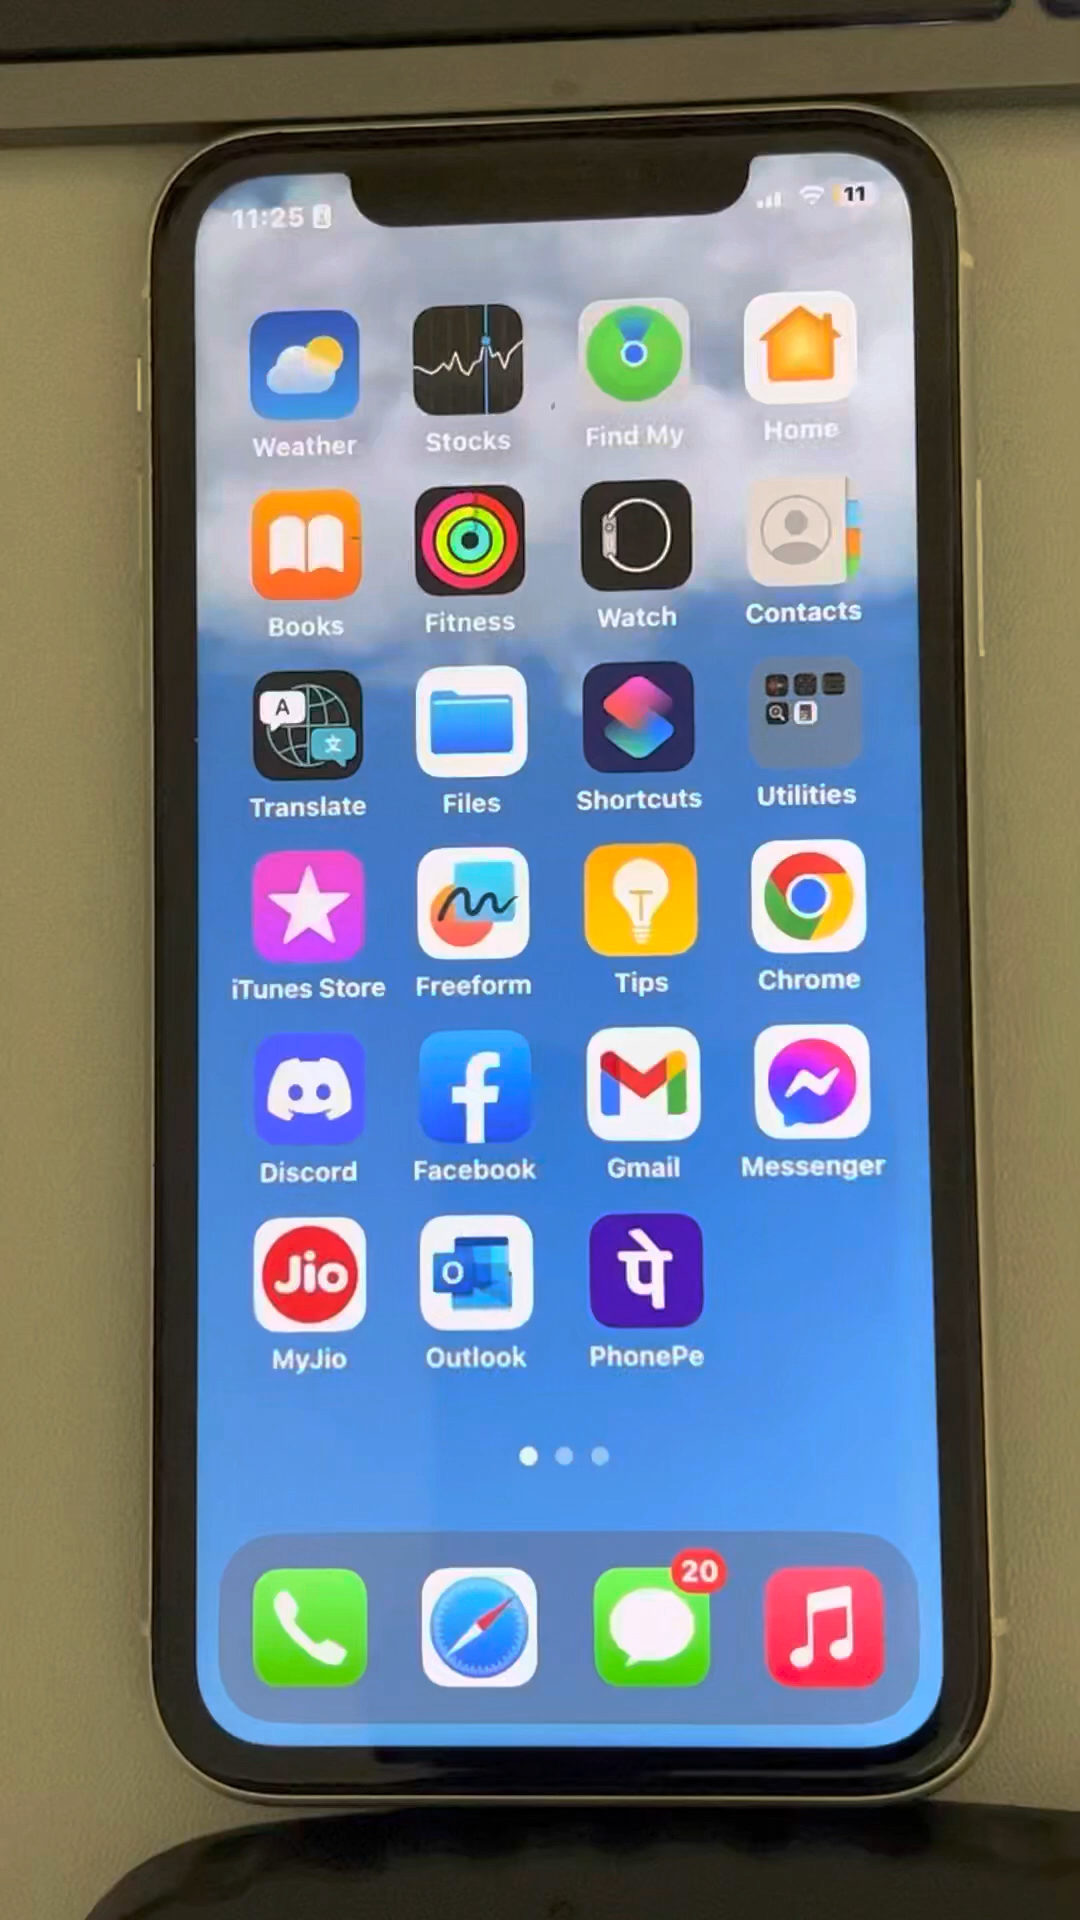 11:25
11
Weather Stocks Find My Home
Books Fitness Watch Contacts
A 文
Translate Files Shortcuts Utilities
iTunes Store Freeform Tips Chrome
Discord Facebook Gmail Messenger
Jio O पे
MyJio Outlook PhonePe
20